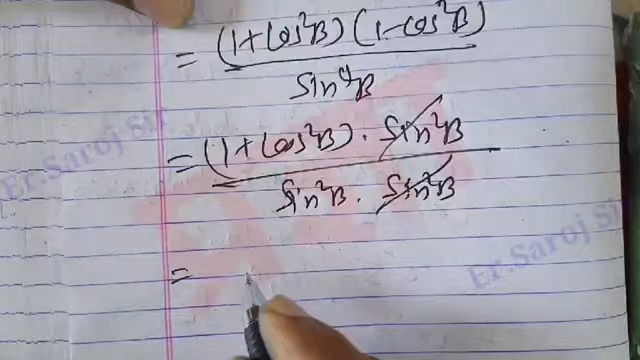 = (1+cos²B)(1-cos²B)
sin⁴B
= (1+cos²B). sin²B
sin²B. sin²B
=
Er.Saroj Sir
Er.Saroj Sir